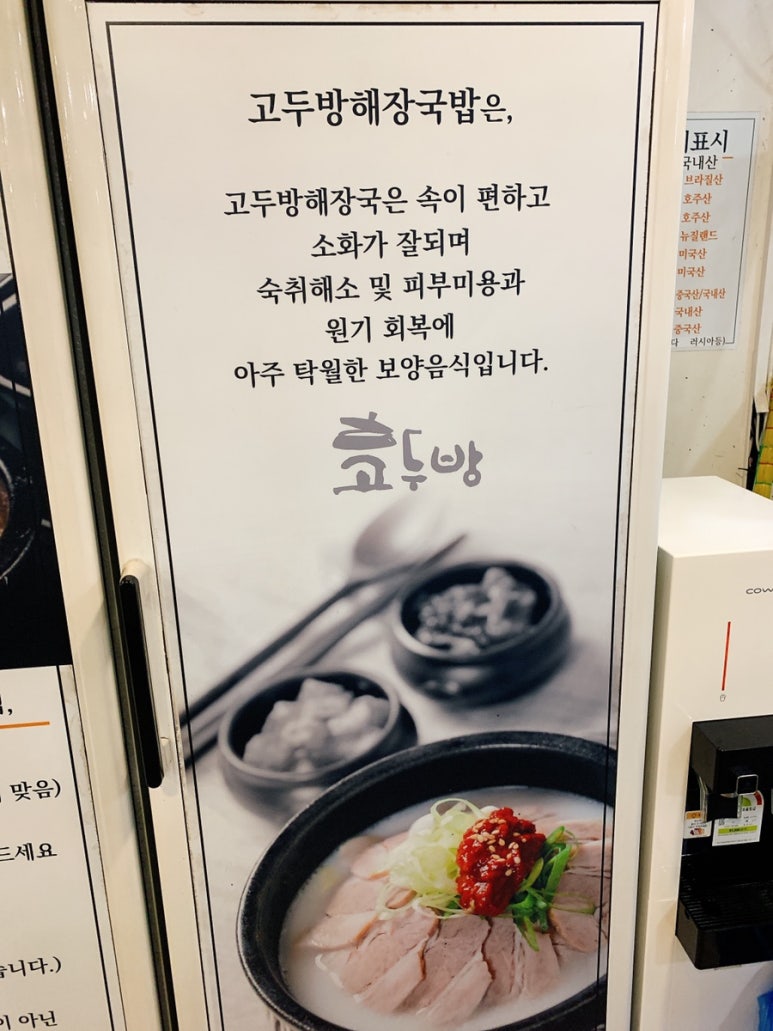 고두방해장국밥은,
고두방해장국은 속이 편하고
소화가 잘되며
숙취해소 및 피부미용과
원기 회복에
아주 탁월한 보양음식입니다.
고두방
표시
국내산
브라질산
호주산
호주산
뉴질랜드
미국산
미국산
중국산/국내산
국내산
중국산
다 러시아등)
맞음)
드세요
습니다.)
이 아닌